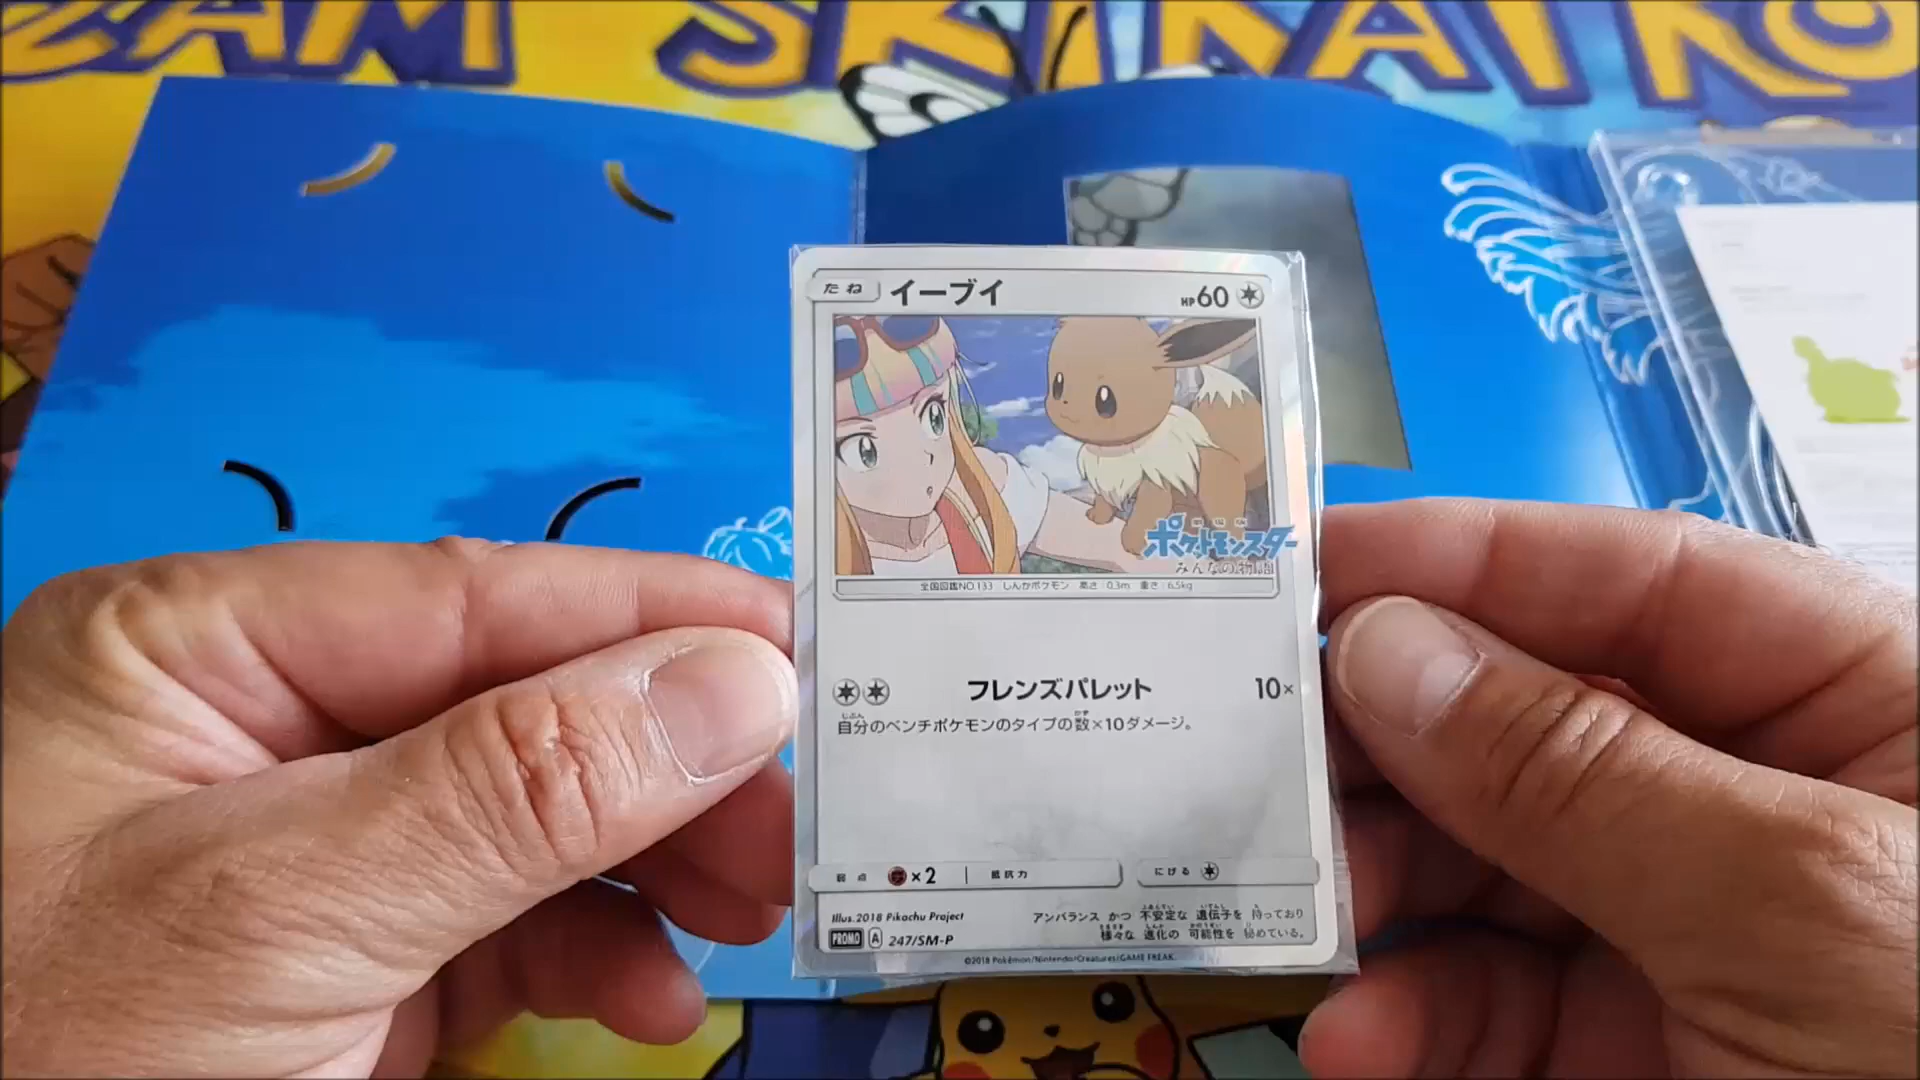 EAM SKIKATKO
たね イーブイ HP60
ポケットモンスター
みんなの物語
全国図鑑NO.133 しんかポケモン 高さ:0.3m 重さ:6.5kg
フレンズパレット 10×
自分のベンチポケモンのタイプの数×10ダメージ。
弱点 ×2 抵抗力 にげる
Illus.2018 Pikachu Project
アンバランス かつ 不安定な 遺伝子を 持っており
様々な 進化の 可能性を 秘めている。
PROMO A 247/SM-P
©2018 Pokémon/Nintendo/Creatures/GAME FREAK.